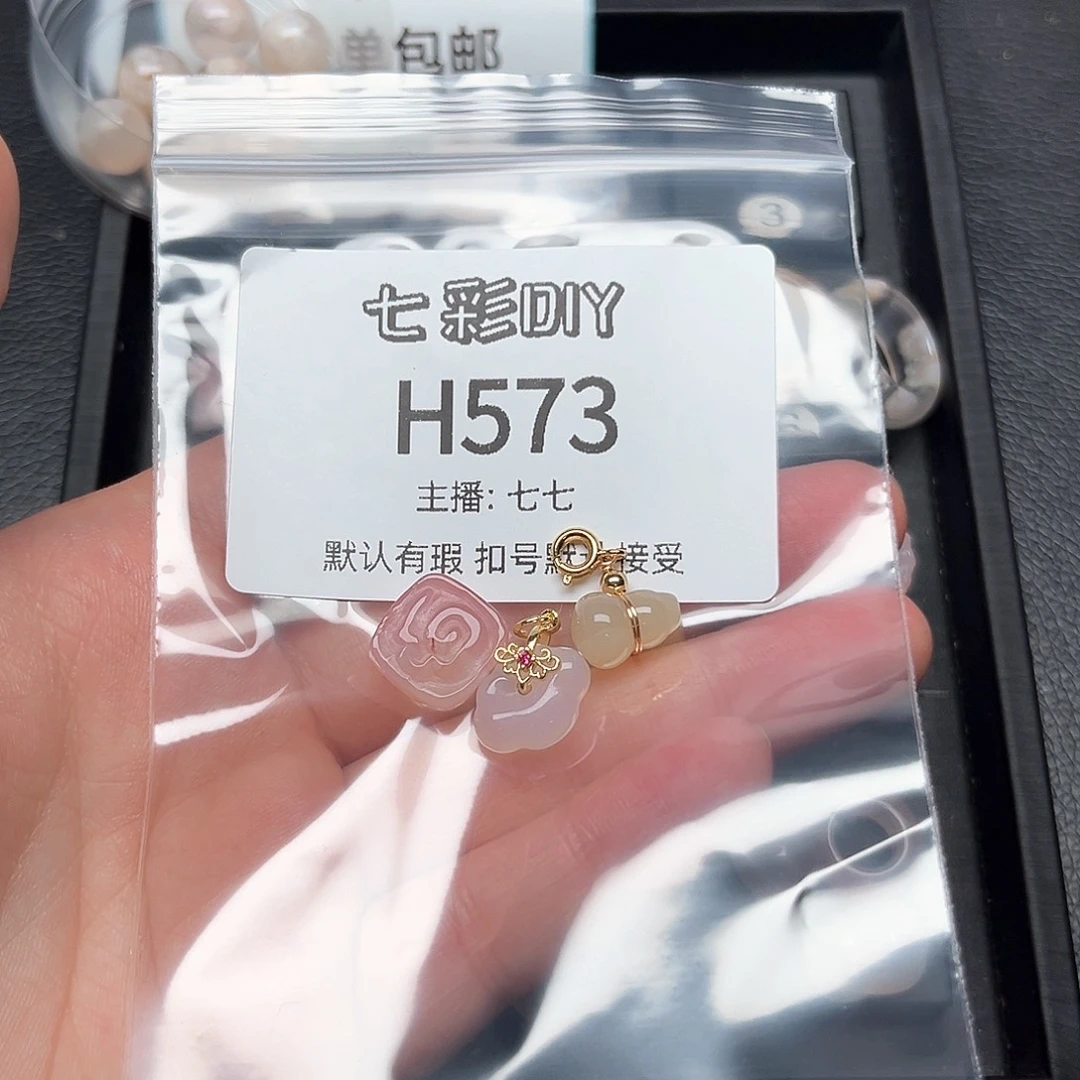 单包邮
3
七彩DIY
H573
主播: 七七
默认有瑕 扣号默 接受